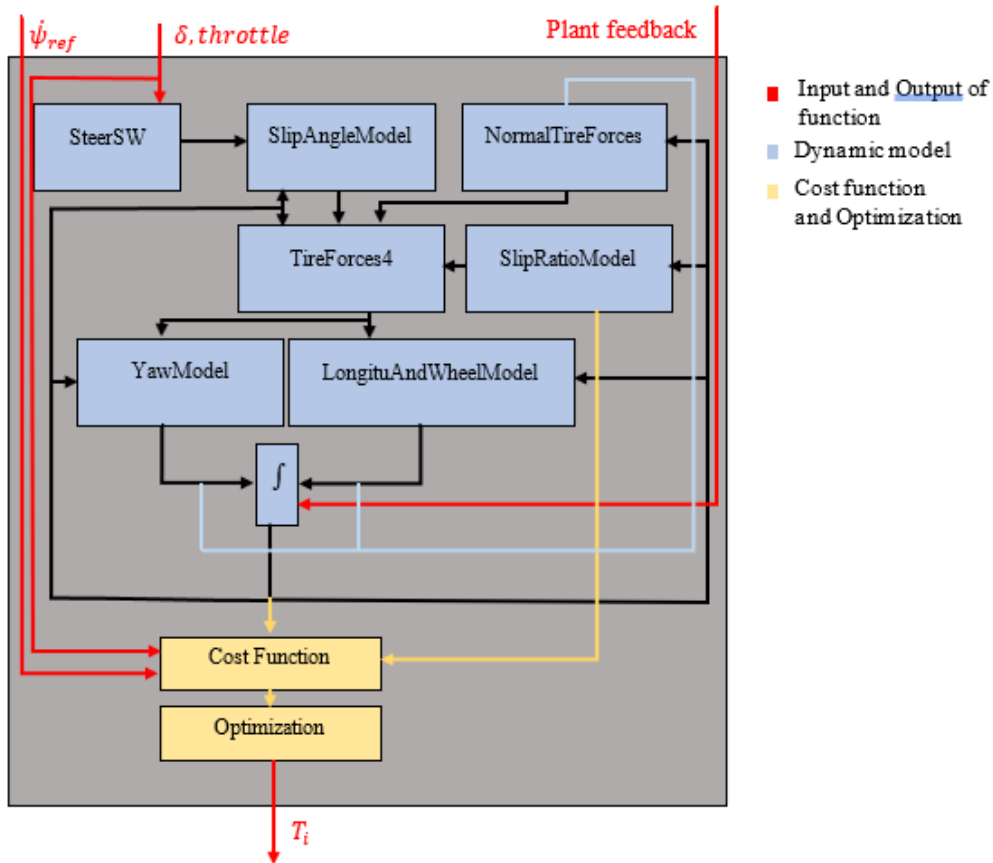 ψ̇_ref
δ, throttle
Plant feedback
SteerSW
SlipAngleModel
NormalTireForces
TireForces4
SlipRatioModel
YawModel
LongituAndWheelModel
∫
Cost Function
Optimization
T_i
Input and Output of
function
Dynamic model
Cost function
and Optimization